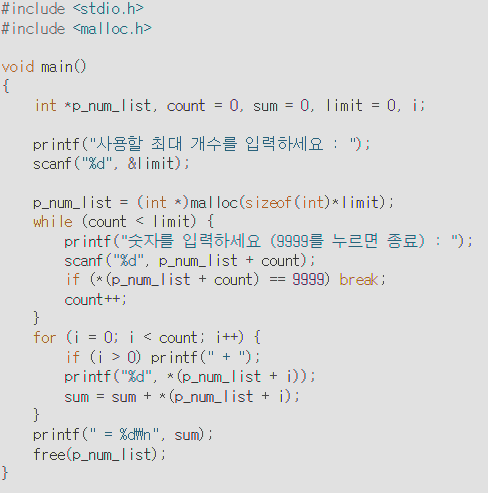 #include <stdio.h>
#include <malloc.h>

void main()
{
    int *p_num_list, count = 0, sum = 0, limit = 0, i;

    printf("사용할 최대 개수를 입력하세요 : ");
    scanf("%d", &limit);

    p_num_list = (int *)malloc(sizeof(int)*limit);
    while (count < limit) {
        printf("숫자를 입력하세요 (9999를 누르면 종료) : ");
        scanf("%d", p_num_list + count);
        if (*(p_num_list + count) == 9999) break;
        count++;
    }
    for (i = 0; i < count; i++) {
        if (i > 0) printf(" + ");
        printf("%d", *(p_num_list + i));
        sum = sum + *(p_num_list + i);
    }
    printf(" = %d₩n", sum);
    free(p_num_list);
}